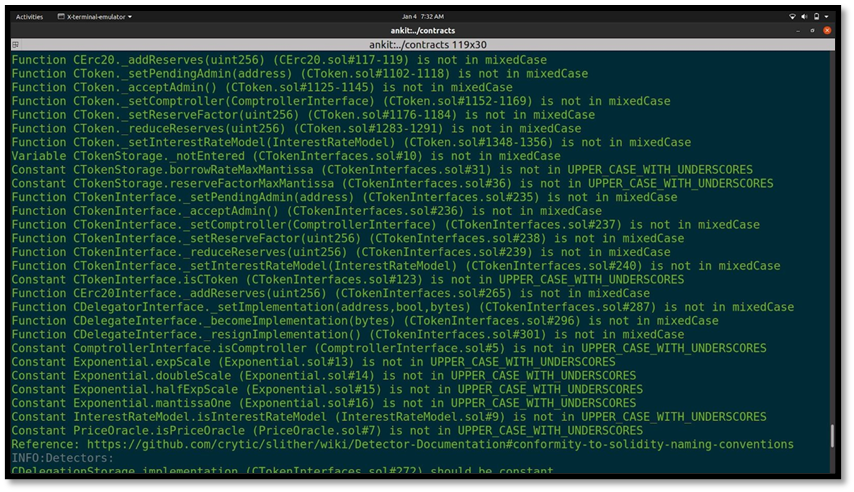 Activities X-terminal-emulator Jan 4 7:32 AM
ankit:../contracts
ankit:../contracts 119x30
Function CErc20._addReserves(uint256) (CErc20.sol#117-119) is not in mixedCase
Function CToken._setPendingAdmin(address) (CToken.sol#1102-1118) is not in mixedCase
Function CToken._acceptAdmin() (CToken.sol#1125-1145) is not in mixedCase
Function CToken._setComptroller(ComptrollerInterface) (CToken.sol#1152-1169) is not in mixedCase
Function CToken._setReserveFactor(uint256) (CToken.sol#1176-1184) is not in mixedCase
Function CToken._reduceReserves(uint256) (CToken.sol#1283-1291) is not in mixedCase
Function CToken._setInterestRateModel(InterestRateModel) (CToken.sol#1348-1356) is not in mixedCase
Variable CTokenStorage._notEntered (CTokenInterfaces.sol#10) is not in mixedCase
Constant CTokenStorage.borrowRateMaxMantissa (CTokenInterfaces.sol#31) is not in UPPER_CASE_WITH_UNDERSCORES
Constant CTokenStorage.reserveFactorMaxMantissa (CTokenInterfaces.sol#36) is not in UPPER_CASE_WITH_UNDERSCORES
Function CTokenInterface._setPendingAdmin(address) (CTokenInterfaces.sol#235) is not in mixedCase
Function CTokenInterface._acceptAdmin() (CTokenInterfaces.sol#236) is not in mixedCase
Function CTokenInterface._setComptroller(ComptrollerInterface) (CTokenInterfaces.sol#237) is not in mixedCase
Function CTokenInterface._setReserveFactor(uint256) (CTokenInterfaces.sol#238) is not in mixedCase
Function CTokenInterface._reduceReserves(uint256) (CTokenInterfaces.sol#239) is not in mixedCase
Function CTokenInterface._setInterestRateModel(InterestRateModel) (CTokenInterfaces.sol#240) is not in mixedCase
Constant CTokenInterface.isCToken (CTokenInterfaces.sol#123) is not in UPPER_CASE_WITH_UNDERSCORES
Function CErc20Interface._addReserves(uint256) (CTokenInterfaces.sol#265) is not in mixedCase
Function CDelegatorInterface._setImplementation(address,bool,bytes) (CTokenInterfaces.sol#287) is not in mixedCase
Function CDelegateInterface._becomeImplementation(bytes) (CTokenInterfaces.sol#296) is not in mixedCase
Function CDelegateInterface._resignImplementation() (CTokenInterfaces.sol#301) is not in mixedCase
Constant ComptrollerInterface.isComptroller (ComptrollerInterface.sol#5) is not in UPPER_CASE_WITH_UNDERSCORES
Constant Exponential.expScale (Exponential.sol#13) is not in UPPER_CASE_WITH_UNDERSCORES
Constant Exponential.doubleScale (Exponential.sol#14) is not in UPPER_CASE_WITH_UNDERSCORES
Constant Exponential.halfExpScale (Exponential.sol#15) is not in UPPER_CASE_WITH_UNDERSCORES
Constant Exponential.mantissaOne (Exponential.sol#16) is not in UPPER_CASE_WITH_UNDERSCORES
Constant InterestRateModel.isInterestRateModel (InterestRateModel.sol#9) is not in UPPER_CASE_WITH_UNDERSCORES
Constant PriceOracle.isPriceOracle (PriceOracle.sol#7) is not in UPPER_CASE_WITH_UNDERSCORES
Reference: https://github.com/crytic/slither/wiki/Detector-Documentation#conformity-to-solidity-naming-conventions
INFO:Detectors:
CDelegationStorage.implementation (CTokenInterfaces.sol#272) should be constant